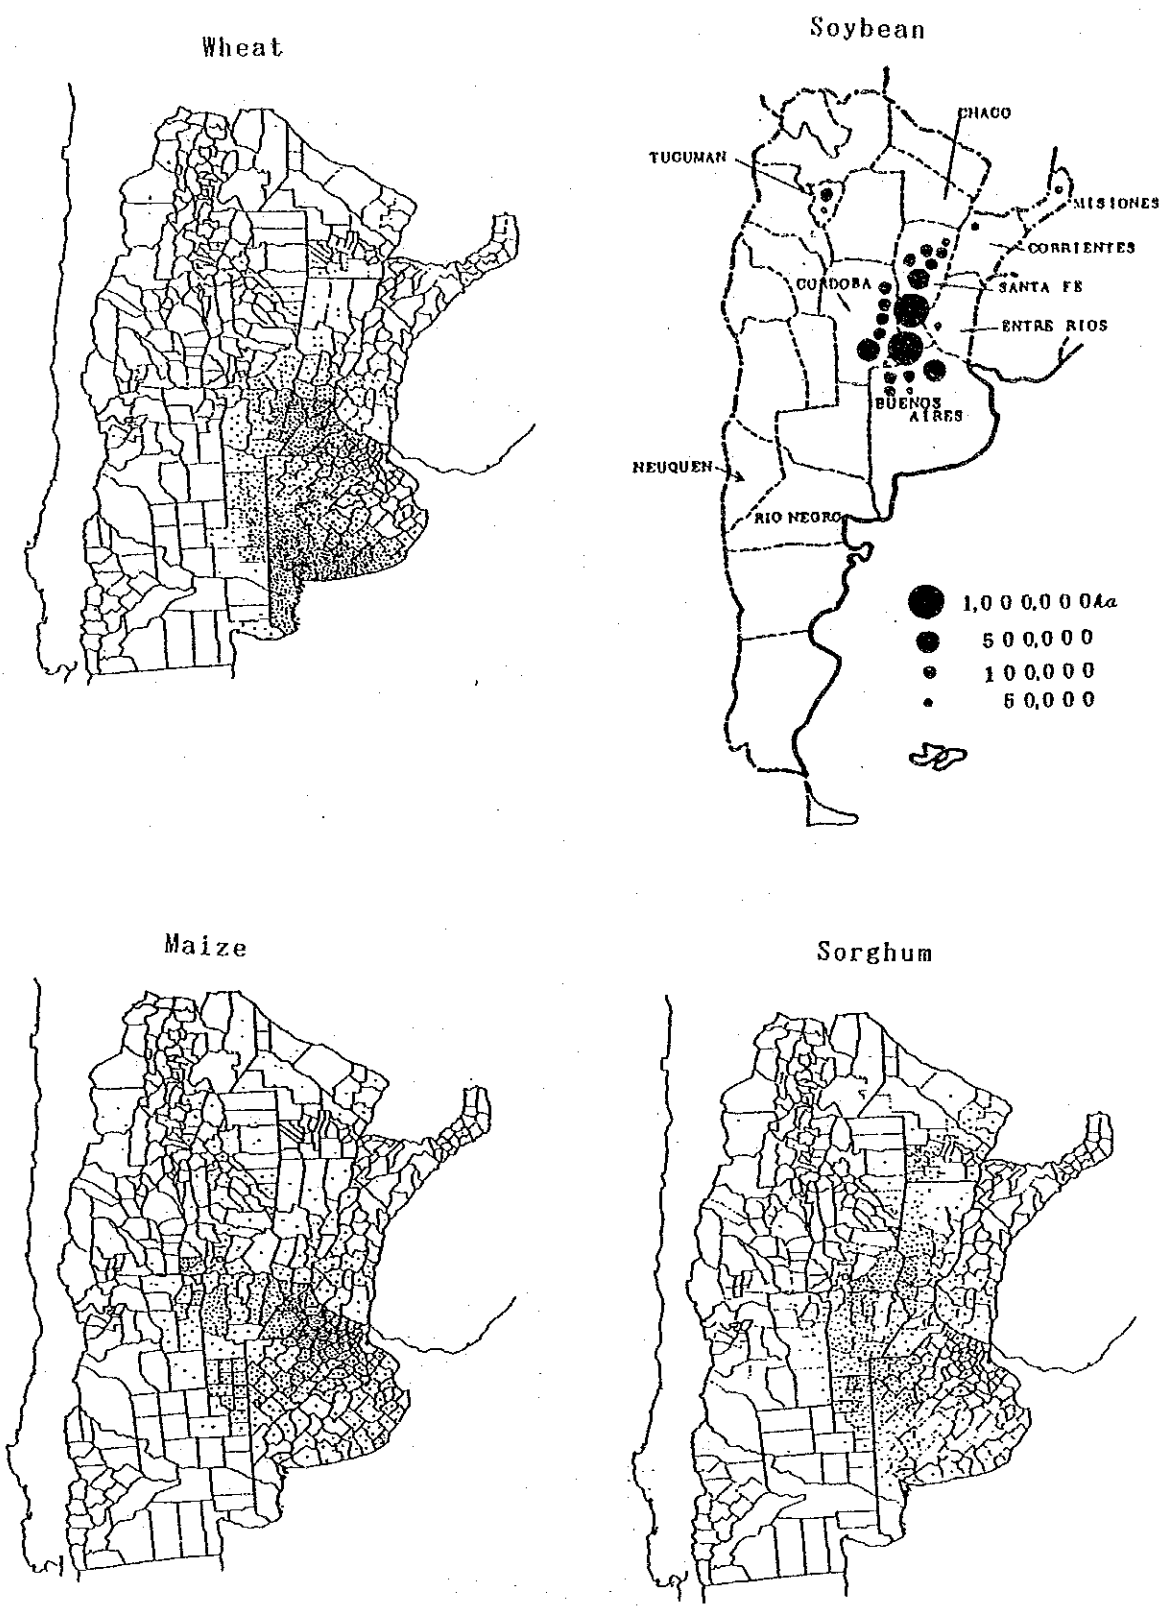 Wheat
Soybean
CHACO
TUCUMAN
MISIONES
CORRIENTES
CORDOBA
SANTA FE
ENTRE RIOS
BUENOS
AIRES
NEUQUEN
RIO NEGRO
1,000,000ha
500,000
100,000
50,000
Maize
Sorghum